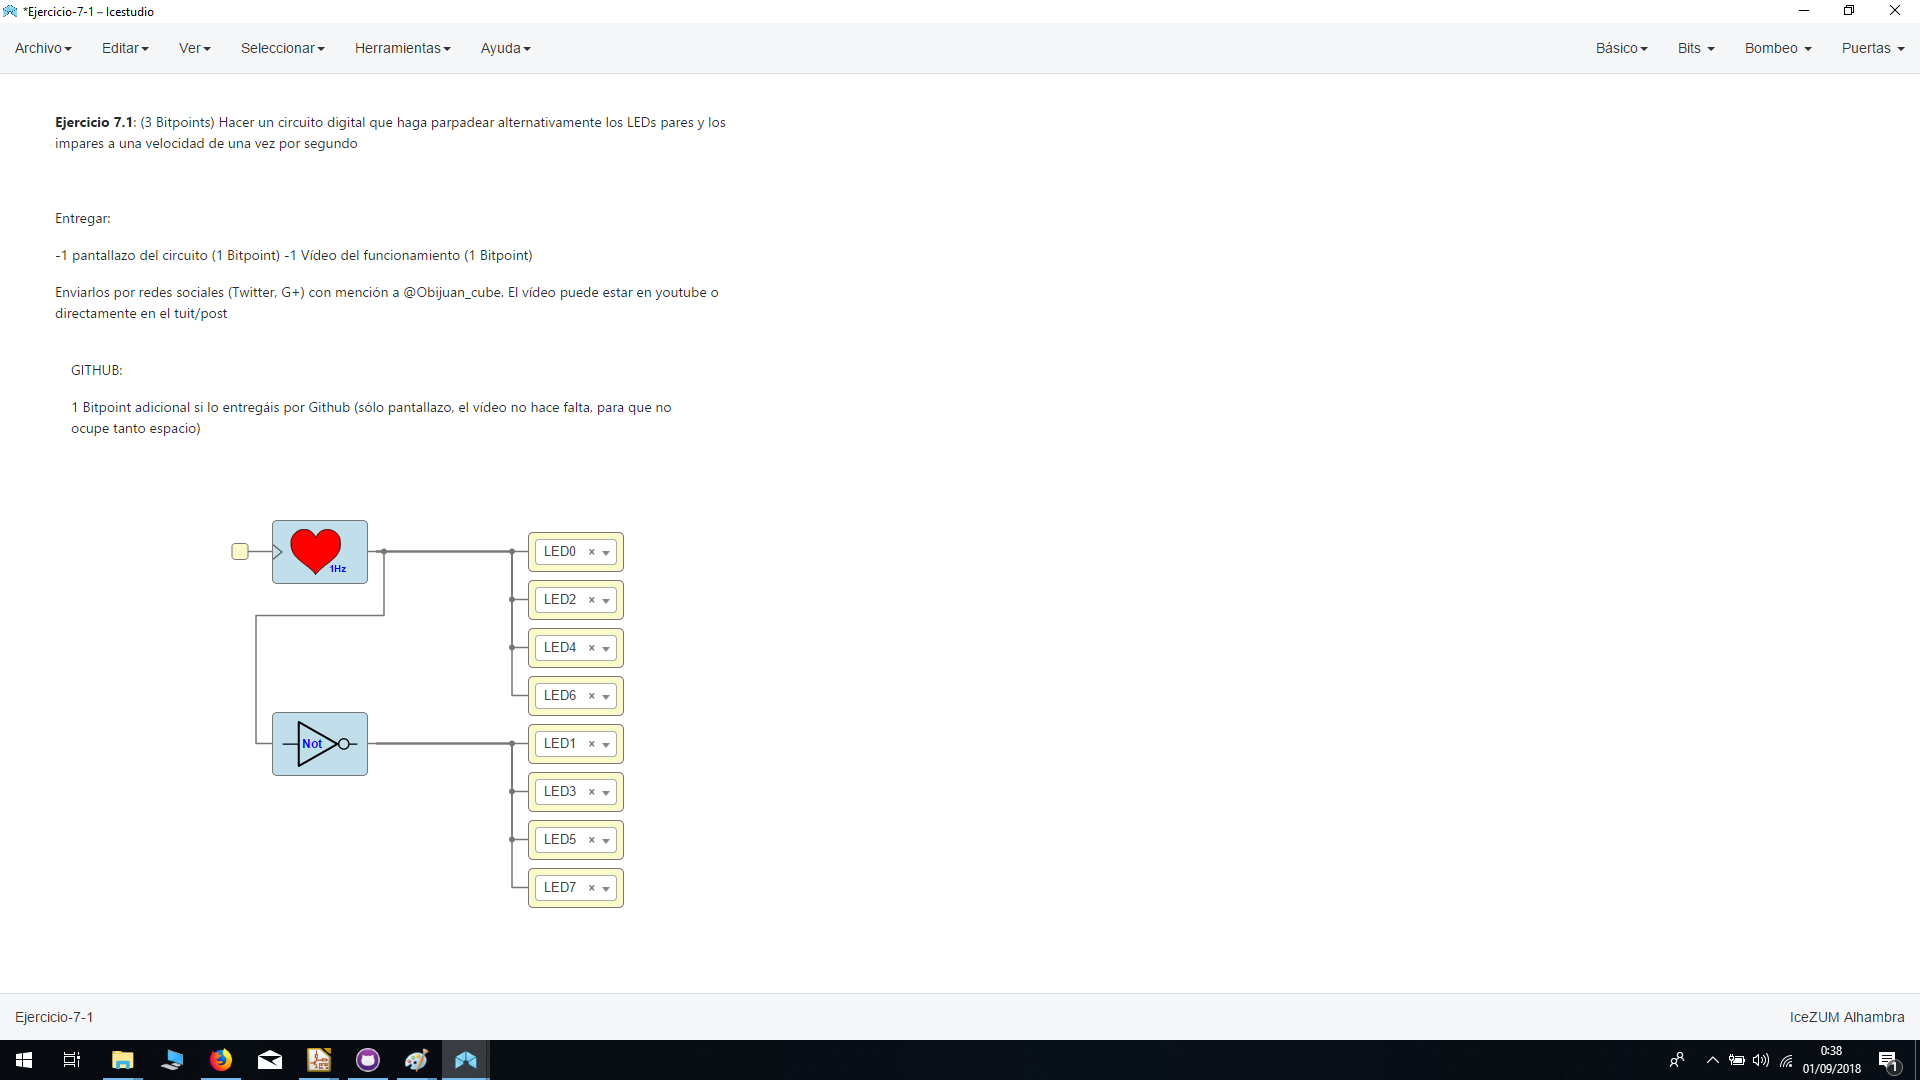 *Ejercicio-7-1 – Icestudio
Archivo Editar Ver Seleccionar Herramientas Ayuda Básico Bits Bombeo Puertas
Ejercicio 7.1: (3 Bitpoints) Hacer un circuito digital que haga parpadear alternativamente los LEDs pares y los
impares a una velocidad de una vez por segundo
Entregar:
-1 pantallazo del circuito (1 Bitpoint) -1 Vídeo del funcionamiento (1 Bitpoint)
Enviarlos por redes sociales (Twitter, G+) con mención a @Obijuan_cube. El vídeo puede estar en youtube o
directamente en el tuit/post
GITHUB:
1 Bitpoint adicional si lo entregáis por Github (sólo pantallazo, el vídeo no hace falta, para que no
ocupe tanto espacio)
1Hz
LED0
LED2
LED4
LED6
Not
LED1
LED3
LED5
LED7
Ejercicio-7-1 IceZUM Alhambra
0:38
01/09/2018
1